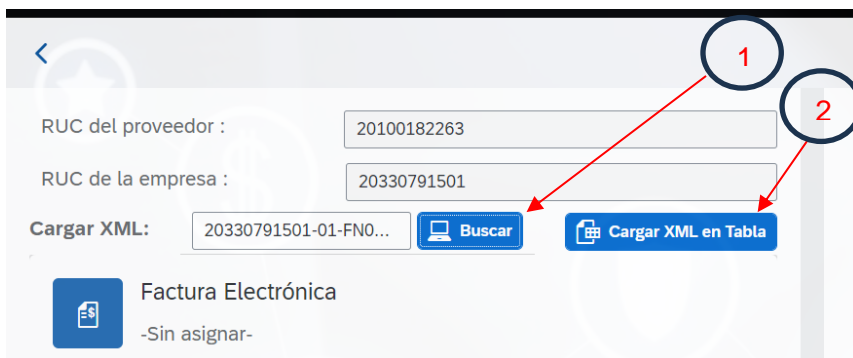 1
2
RUC del proveedor : 20100182263
RUC de la empresa : 20330791501
Cargar XML: 20330791501-01-FN0... Buscar Cargar XML en Tabla
Factura Electrónica
-Sin asignar-